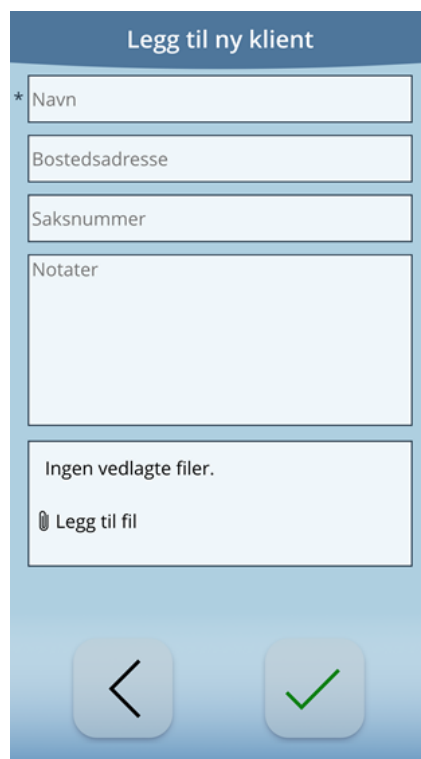 Legg til ny klient
* Navn
Bostedsadresse
Saksnummer
Notater
Ingen vedlagte filer.
Legg til fil